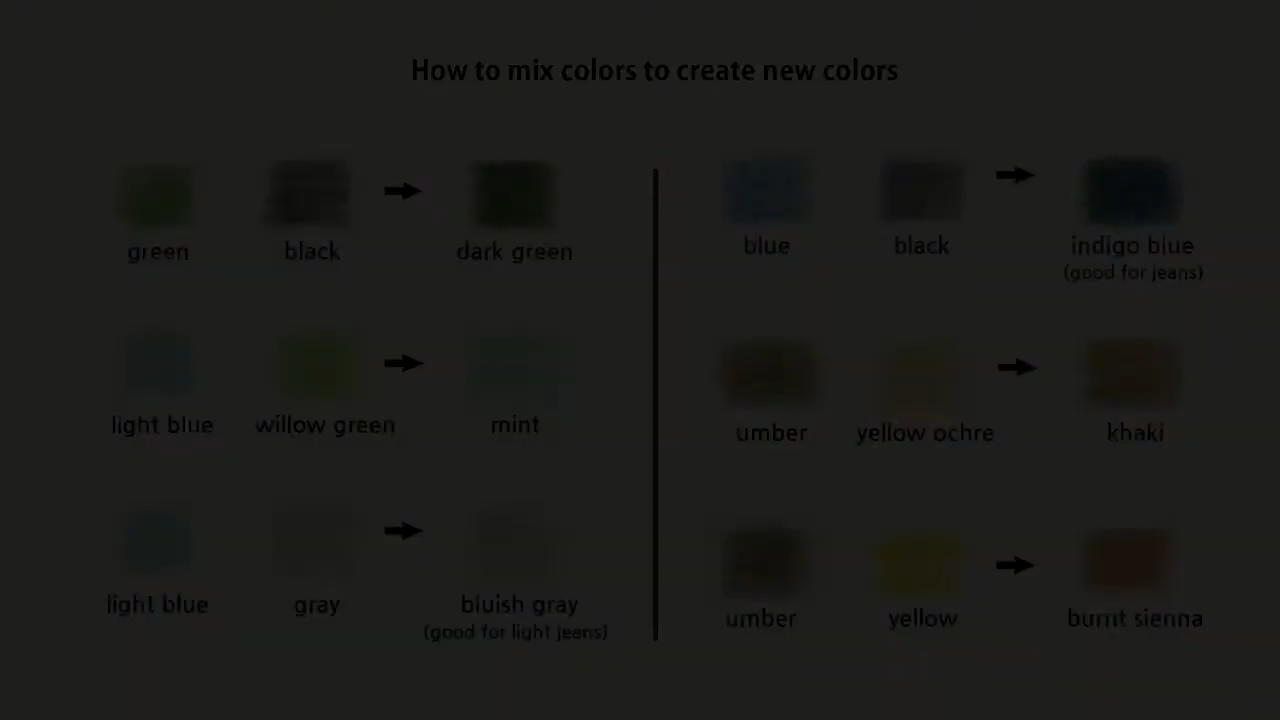 How to mix colors to create new colors
green black dark green
light blue willow green mint
light blue gray bluish gray
(good for light jeans)
blue black indigo blue
(good for jeans)
umber yellow ochre khaki
umber yellow burnt sienna